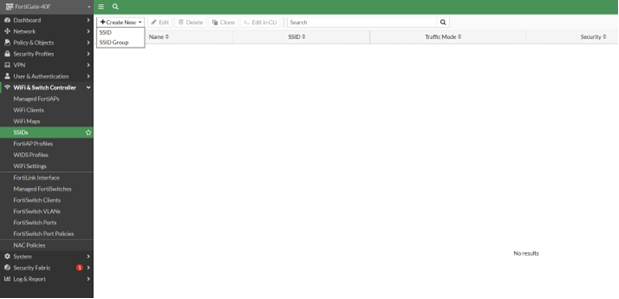 FortiGate-40F
Dashboard
Network
Policy & Objects
Security Profiles
VPN
User & Authentication
WiFi & Switch Controller
Managed FortiAPs
WiFi Clients
WiFi Maps
SSIDs
FortiAP Profiles
WIDS Profiles
WiFi Settings
FortiLink Interface
Managed FortiSwitches
FortiSwitch Clients
FortiSwitch VLANs
FortiSwitch Ports
FortiSwitch Port Policies
NAC Policies
System
Security Fabric 1
Log & Report
Create New Edit Delete Clone Edit in CLI Search
SSID
SSID Group
Name SSID Traffic Mode Security
No results